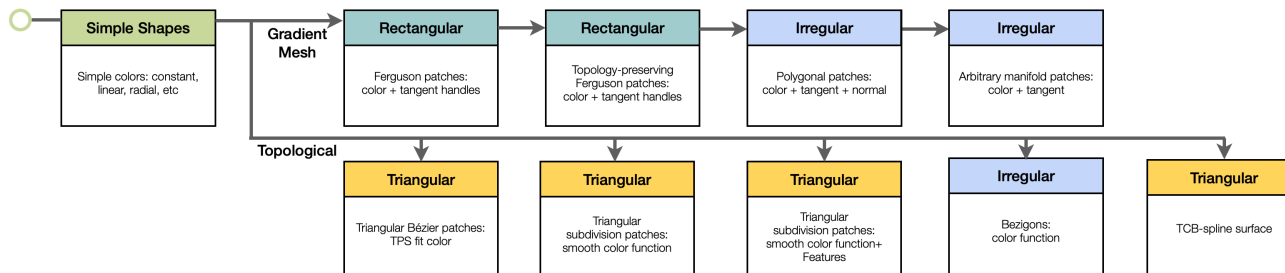 Simple Shapes
Simple colors: constant,
linear, radial, etc
Gradient
Mesh
Rectangular
Ferguson patches:
color + tangent handles
Rectangular
Topology-preserving
Ferguson patches:
color + tangent handles
Irregular
Polygonal patches:
color + tangent + normal
Irregular
Arbitrary manifold patches:
color + tangent
Topological
Triangular
Triangular Bézier patches:
TPS fit color
Triangular
Triangular
subdivision patches:
smooth color function
Triangular
Triangular
subdivision patches:
smooth color function+
Features
Irregular
Bezigons:
color function
Triangular
TCB-spline surface